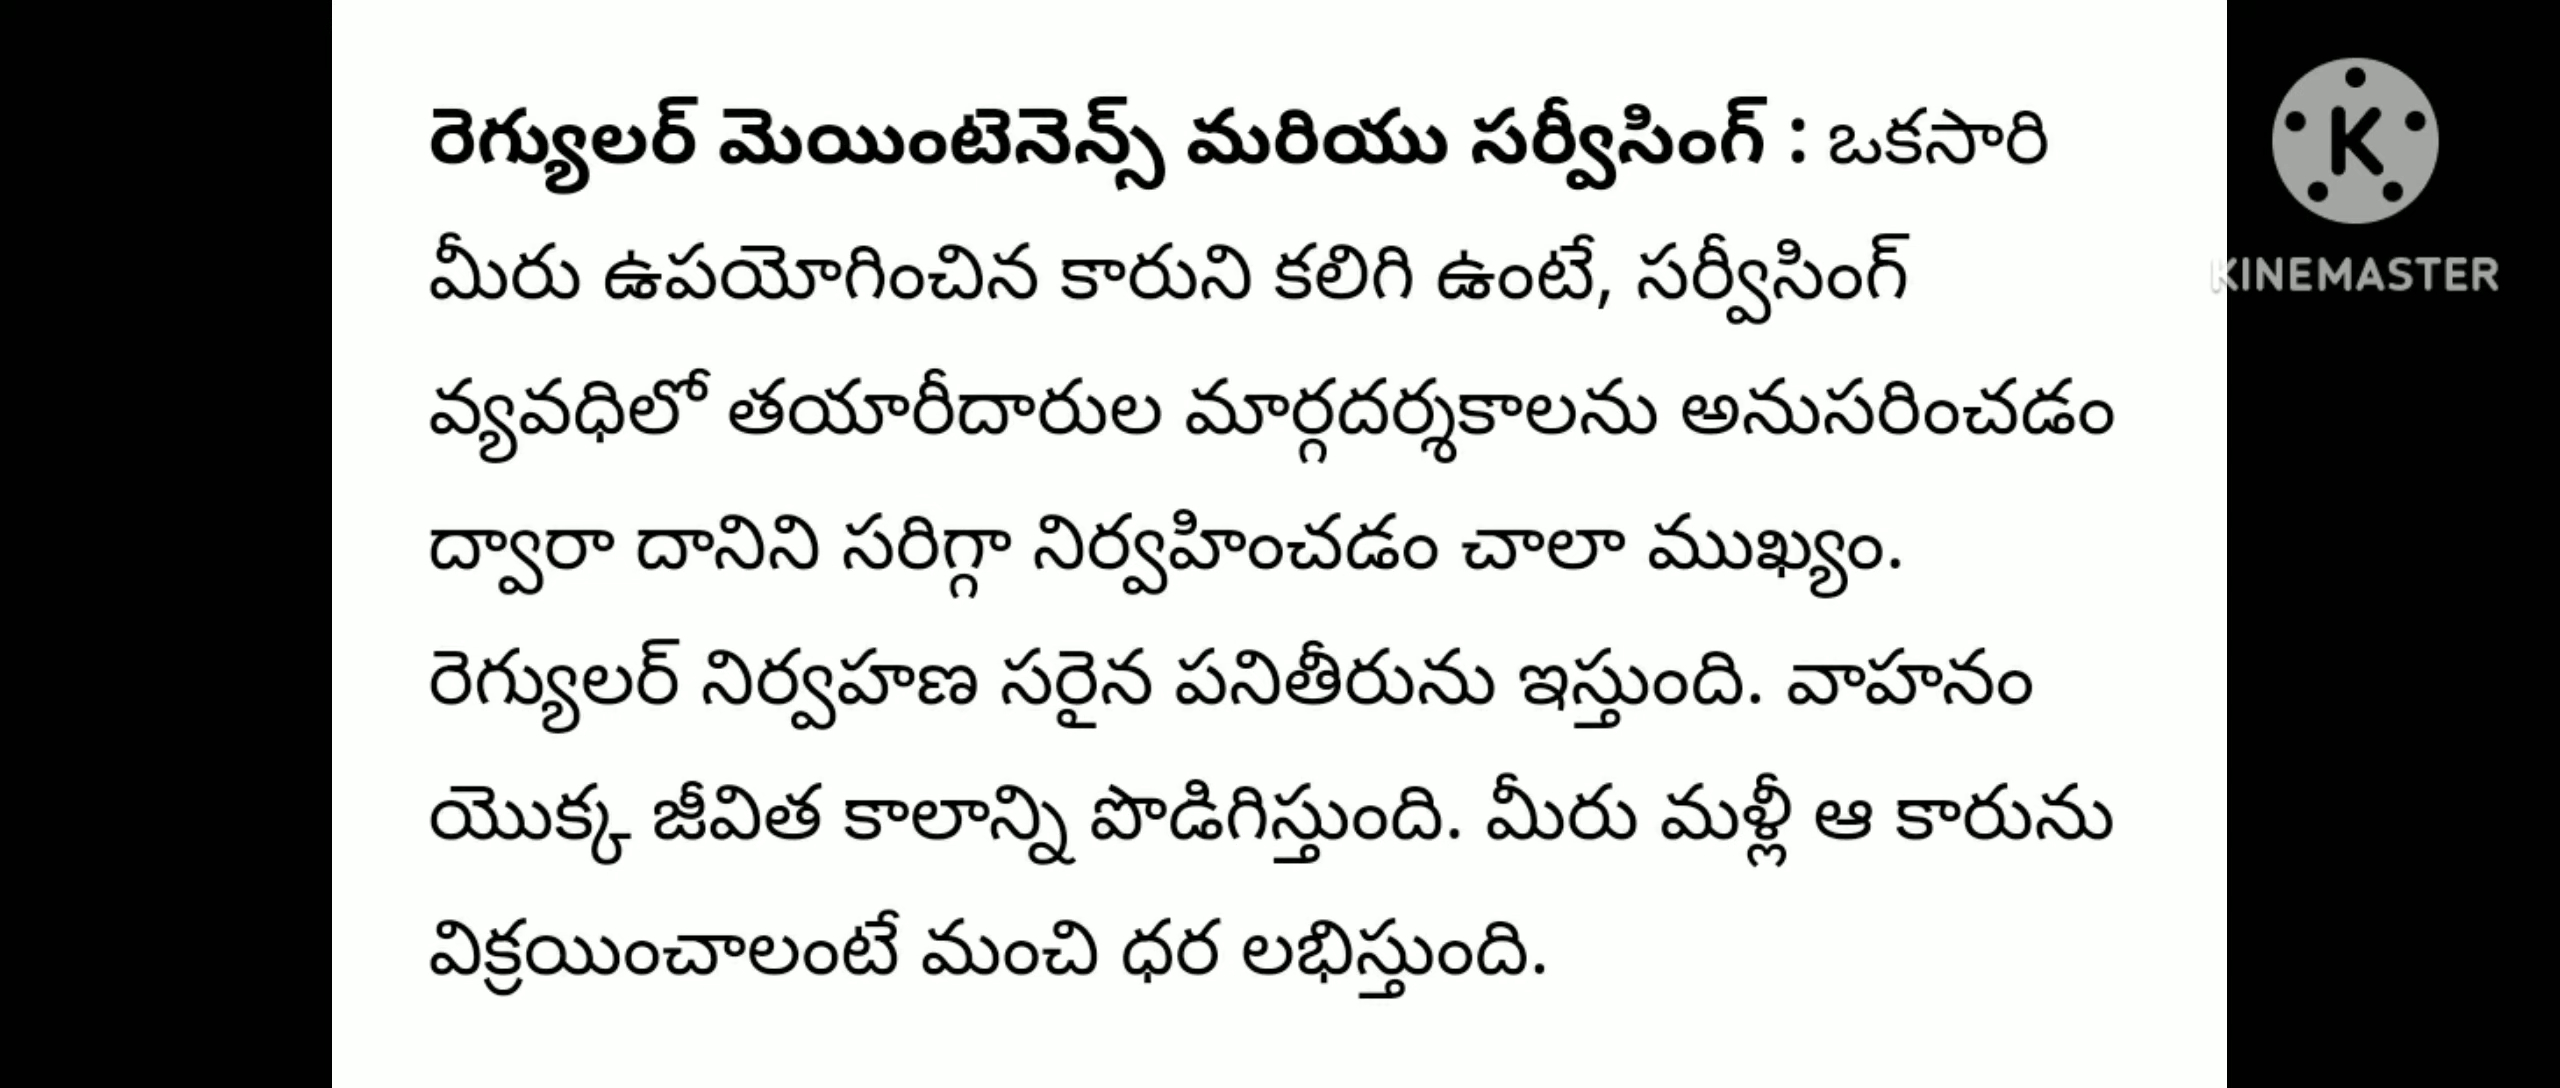 రెగ్యులర్ మెయింటెనెన్స్ మరియు సర్వీసింగ్ : ఒకసారి
మీరు ఉపయోగించిన కారుని కలిగి ఉంటే, సర్వీసింగ్
వ్యవధిలో తయారీదారుల మార్గదర్శకాలను అనుసరించడం
ద్వారా దానిని సరిగ్గా నిర్వహించడం చాలా ముఖ్యం.
రెగ్యులర్ నిర్వహణ సరైన పనితీరును ఇస్తుంది. వాహనం
యొక్క జీవిత కాలాన్ని పొడిగిస్తుంది. మీరు మళ్లీ ఆ కారును
విక్రయించాలంటే మంచి ధర లభిస్తుంది.
K
KINEMASTER